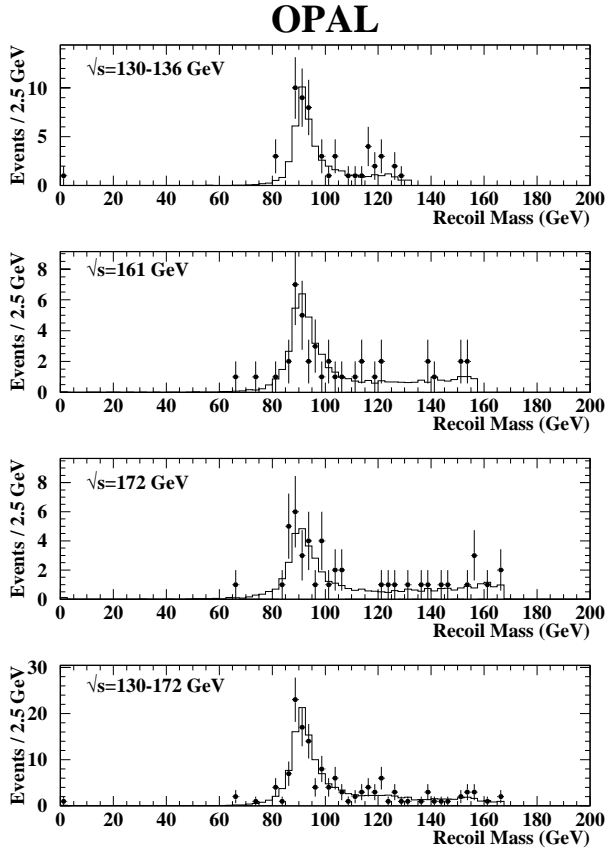 OPAL
√s=130-136 GeV
Events / 2.5 GeV
10
5
0
0 20 40 60 80 100 120 140 160 180 200
Recoil Mass (GeV)
√s=161 GeV
Events / 2.5 GeV
8
6
4
2
0
0 20 40 60 80 100 120 140 160 180 200
Recoil Mass (GeV)
√s=172 GeV
Events / 2.5 GeV
8
6
4
2
0
0 20 40 60 80 100 120 140 160 180 200
Recoil Mass (GeV)
√s=130-172 GeV
Events / 2.5 GeV
30
20
10
0
0 20 40 60 80 100 120 140 160 180 200
Recoil Mass (GeV)